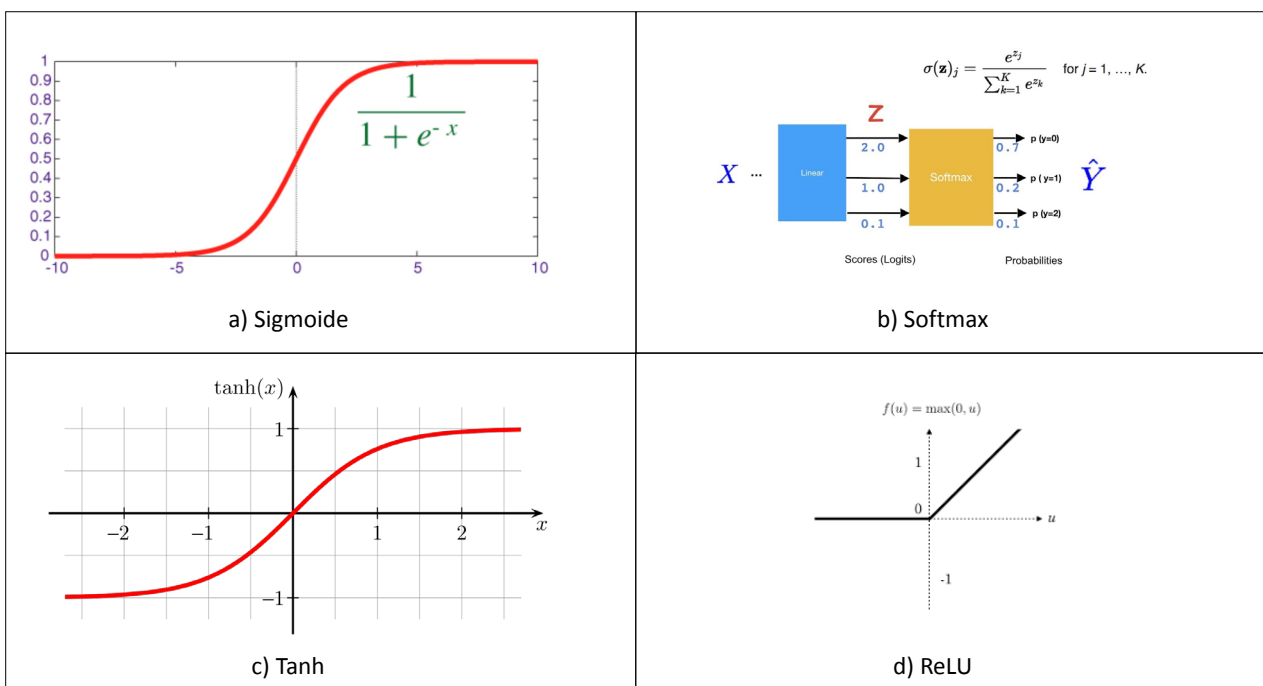 1
0.9
0.8
0.7
0.6
0.5
0.4
0.3
0.2
0.1
0
-10 -5 0 5 10
1
1 + e^{- x}
a) Sigmoide
σ(z)_j = e^{z_j} / ∑_{k=1}^{K} e^{z_k} for j = 1, …, K.
Z
X ... Linear Softmax Ŷ
2.0 0.7 p (y=0)
1.0 0.2 p ( y=1)
0.1 0.1 p (y=2)
Scores (Logits) Probabilities
b) Softmax
tanh(x)
1
−2 −1 1 2 x
−1
c) Tanh
f(u) = max(0, u)
1
0
u
-1
d) ReLU